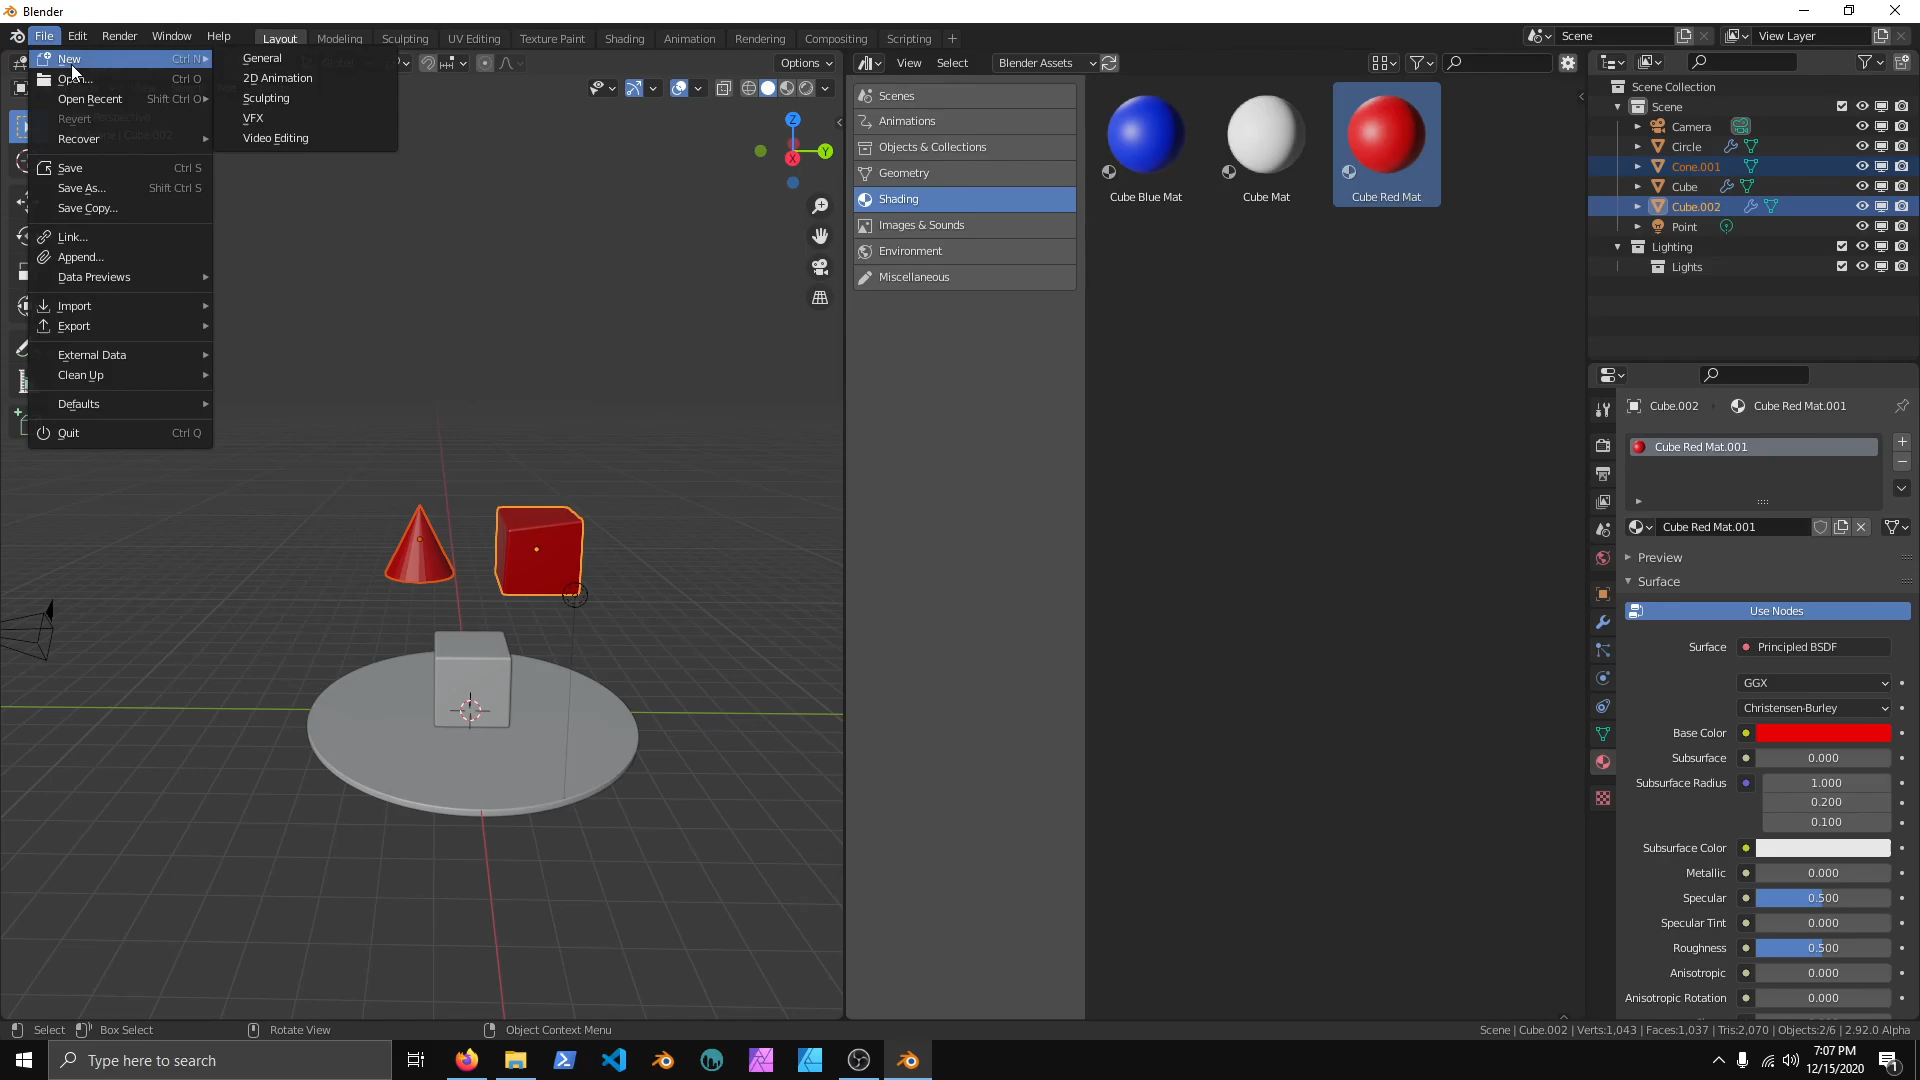 Blender
File Edit Render Window Help
Layout Modeling Sculpting UV Editing Texture Paint Shading Animation Rendering Compositing Scripting
Scene
View Layer
New Ctrl N
Open... Ctrl O
Open Recent Shift Ctrl O
Revert
Recover
Save Ctrl S
Save As... Shift Ctrl S
Save Copy...
Link...
Append...
Data Previews
Import
Export
External Data
Clean Up
Defaults
Quit Ctrl Q
General
2D Animation
Sculpting
VFX
Video Editing
Options
Z
Y
X
View Select Blender Assets
Scenes
Animations
Objects & Collections
Geometry
Shading
Images & Sounds
Environment
Miscellaneous
Cube Blue Mat
Cube Mat
Cube Red Mat
Scene Collection
Scene
Camera
Circle
Cone.001
Cube
Cube.002
Point
Lighting
Lights
Cube.002 Cube Red Mat.001
Cube Red Mat.001
Cube Red Mat.001
Preview
Surface
Use Nodes
Surface Principled BSDF
GGX
Christensen-Burley
Base Color
Subsurface 0.000
Subsurface Radius 1.000
0.200
0.100
Subsurface Color
Metallic 0.000
Specular 0.500
Specular Tint 0.000
Roughness 0.500
Anisotropic 0.000
Anisotropic Rotation 0.000
Select Box Select Rotate View Object Context Menu
Scene | Cube.002 | Verts:1,043 | Faces:1,037 | Tris:2,070 | Objects:2/6 | 2.92.0 Alpha
Type here to search
7:07 PM
12/15/2020
1